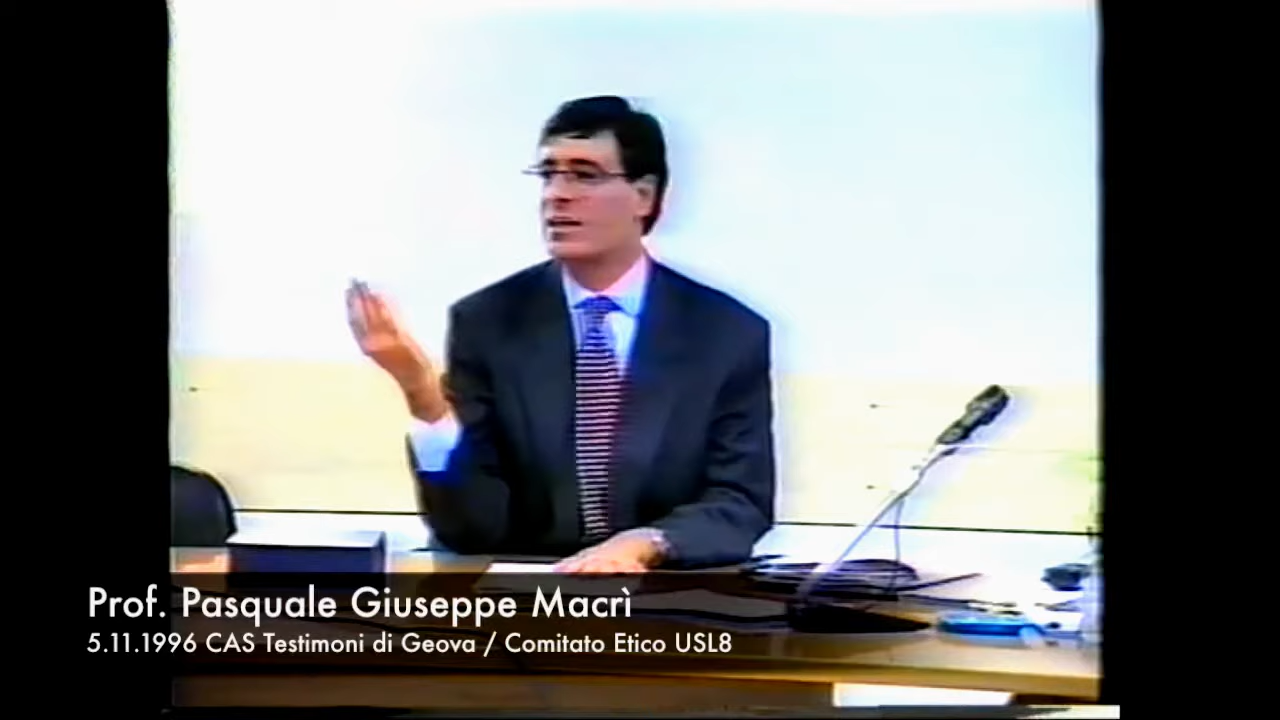 Prof. Pasquale Giuseppe Macrì
5.11.1996 CAS Testimoni di Geova / Comitato Etico USL8